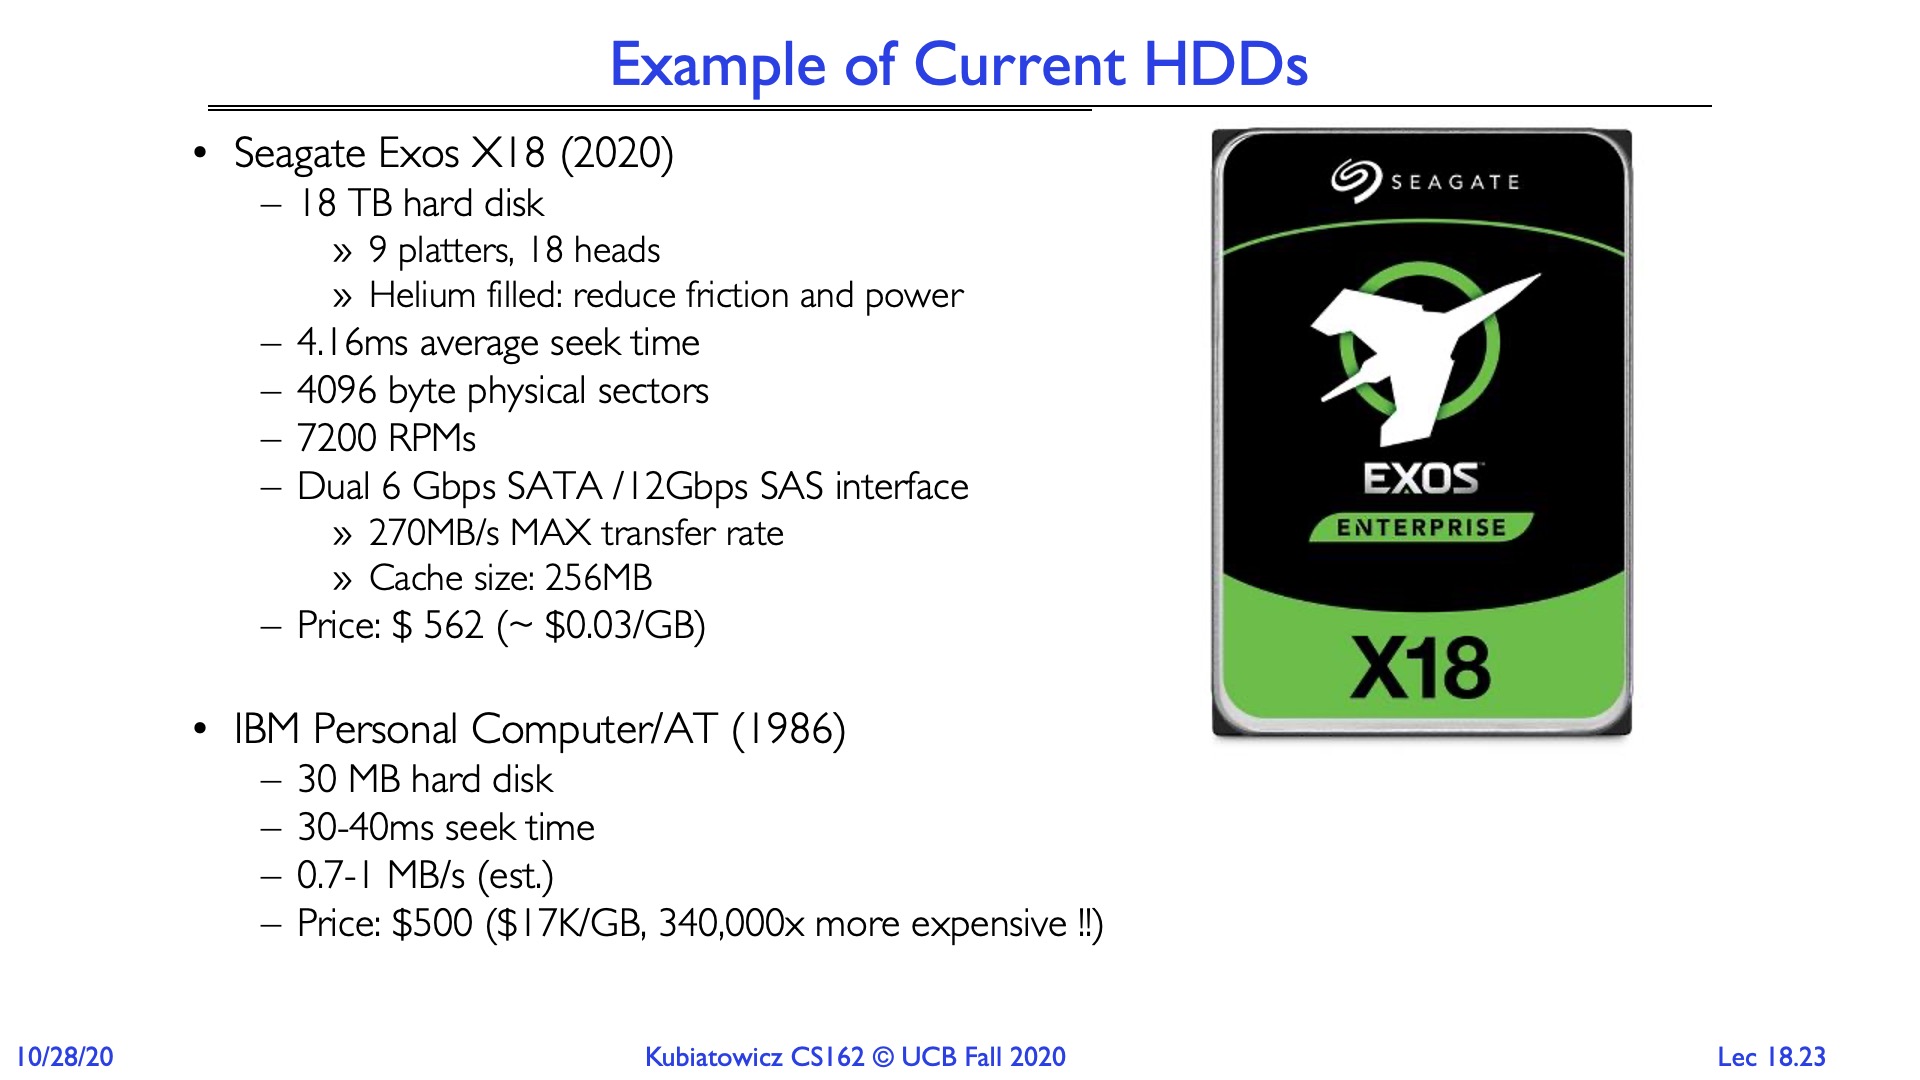 Example of Current HDDs
• Seagate Exos X18 (2020)
– 18 TB hard disk
» 9 platters, 18 heads
» Helium filled: reduce friction and power
– 4.16ms average seek time
– 4096 byte physical sectors
– 7200 RPMs
– Dual 6 Gbps SATA /12Gbps SAS interface
» 270MB/s MAX transfer rate
» Cache size: 256MB
– Price: $ 562 (~ $0.03/GB)
• IBM Personal Computer/AT (1986)
– 30 MB hard disk
– 30-40ms seek time
– 0.7-1 MB/s (est.)
– Price: $500 ($17K/GB, 340,000x more expensive !!)
SEAGATE
EXOS™
ENTERPRISE
X18
10/28/20
Kubiatowicz CS162 © UCB Fall 2020
Lec 18.23